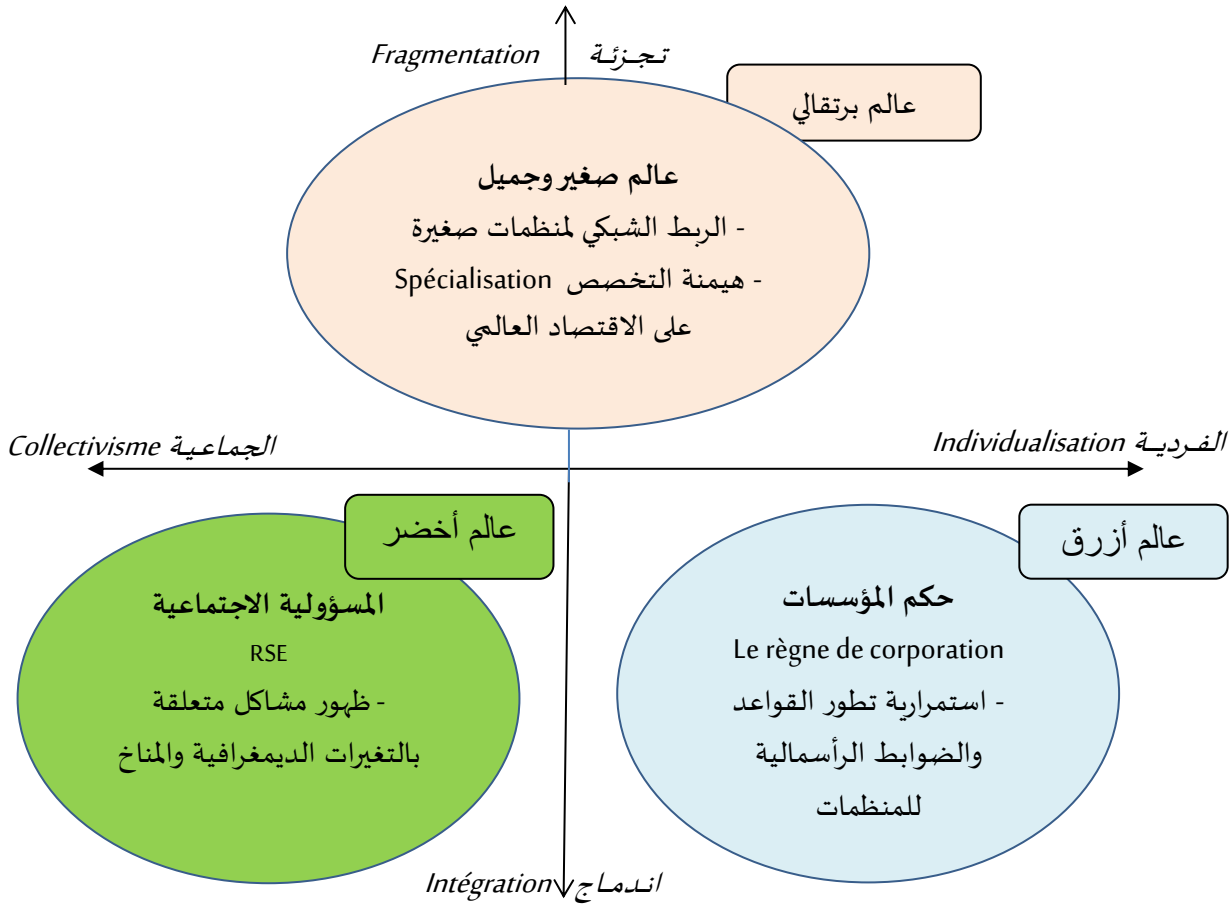 Fragmentation تجزئة
عالم برتقالي
عالم صغير وجميل
- الربط الشبكي لمنظمات صغيرة
- هيمنة التخصص Spécialisation
على الاقتصاد العالمي
الجماعية Collectivisme
الفردية Individualisation
عالم أخضر
عالم أزرق
المسؤولية الاجتماعية
RSE
- ظهور مشاكل متعلقة
بالتغيرات الديمغرافية والمناخ
حكم المؤسسات
Le règne de corporation
- استمرارية تطور القواعد
والضوابط الرأسمالية
للمنظمات
اندماج Intégration